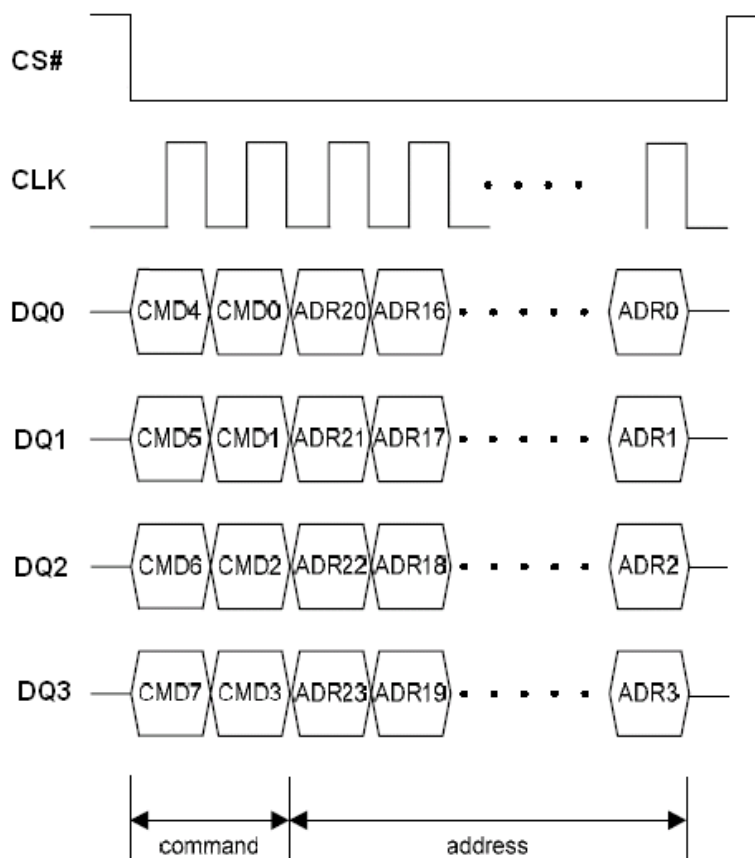 CS#
CLK
DQ0 CMD4 CMD0 ADR20 ADR16 ADR0
DQ1 CMD5 CMD1 ADR21 ADR17 ADR1
DQ2 CMD6 CMD2 ADR22 ADR18 ADR2
DQ3 CMD7 CMD3 ADR23 ADR19 ADR3
command address